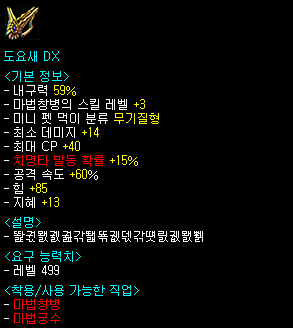 도요새 DX
<기본 정보>
- 내구력 59%
- 마법창병의 스킬 레벨 +3
- 미니 펫 먹이 분류 무기질형
- 최소 데미지 +14
- 최대 CP +40
- 치명타 발동 확률 +15%
- 공격 속도 +60%
- 힘 +85
- 지혜 +13
<설명>
<요구 능력치>
- 레벨 499
<착용/사용 가능한 직업>
- 마법창병
- 마법궁수